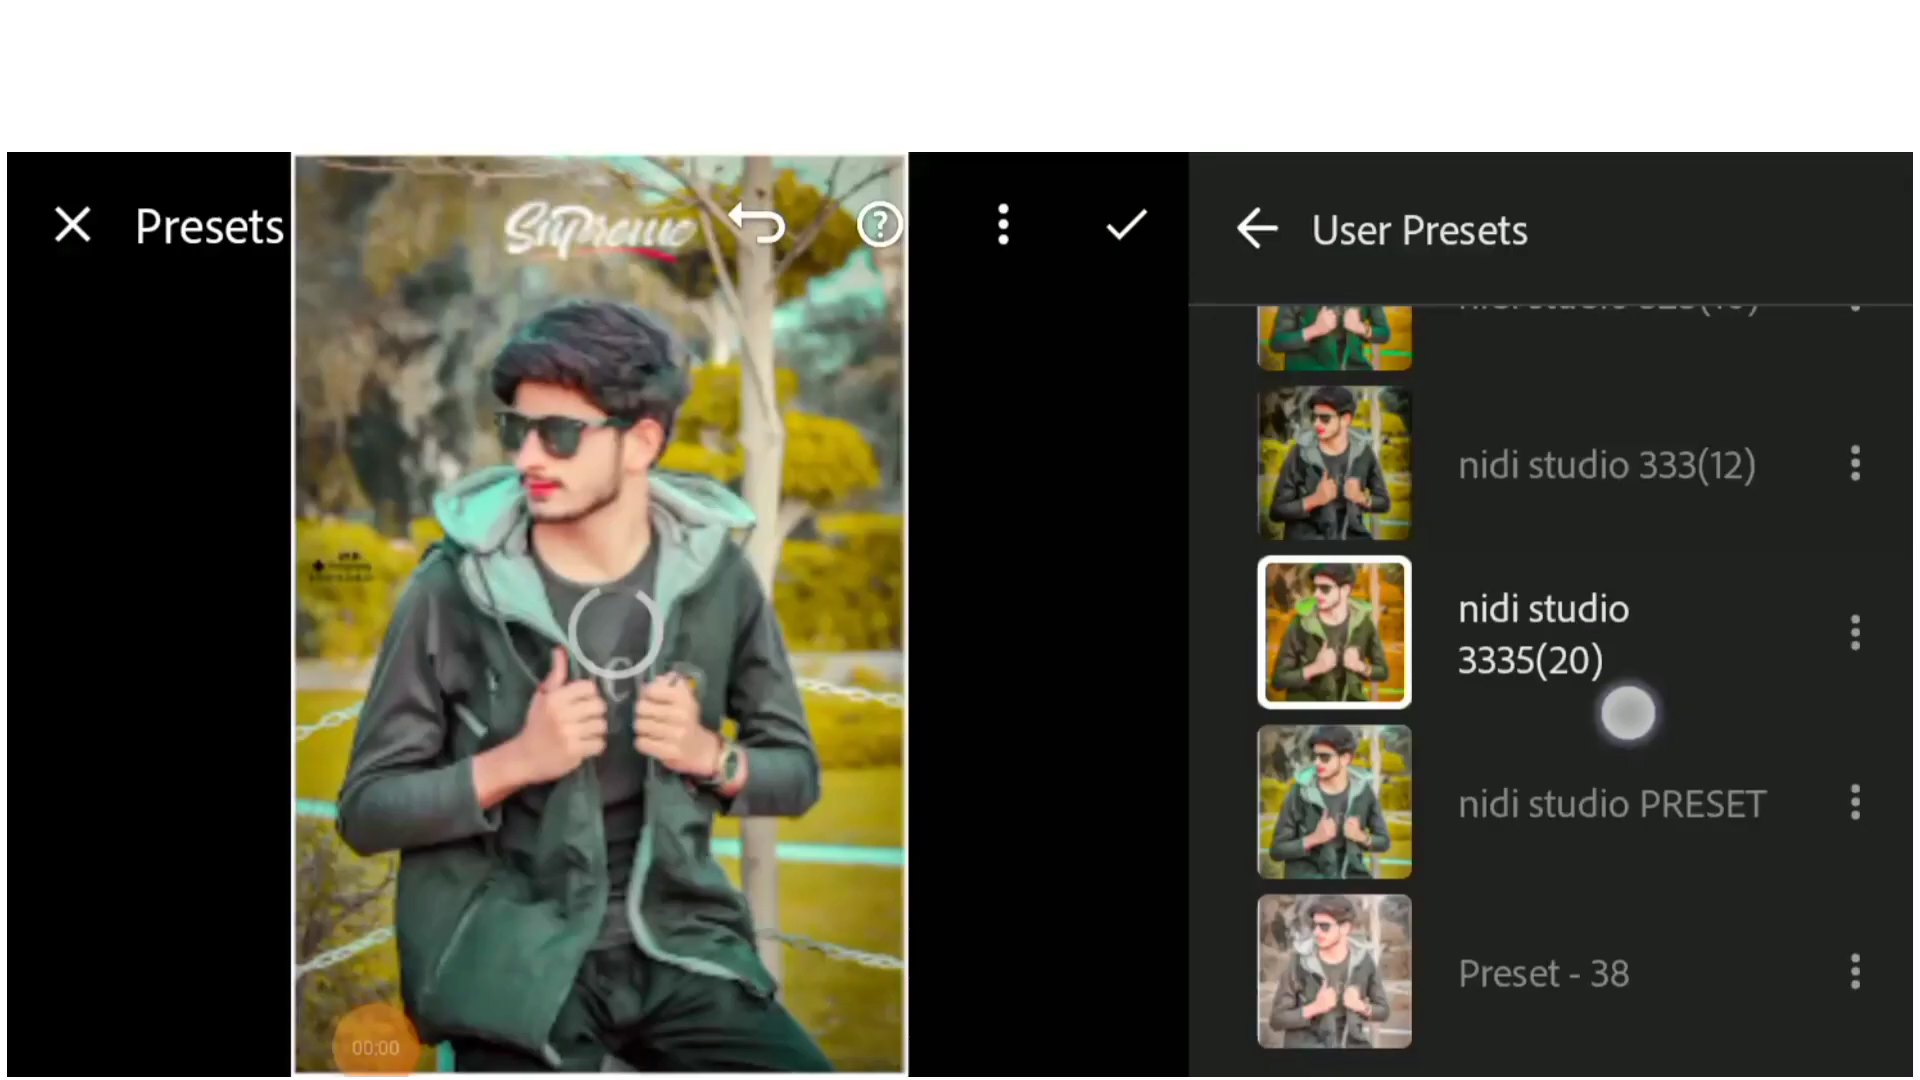 Presets
Supreme
User Presets
nidi studio 333(12)
nidi studio
3335(20)
nidi studio PRESET
Preset - 38
00:00